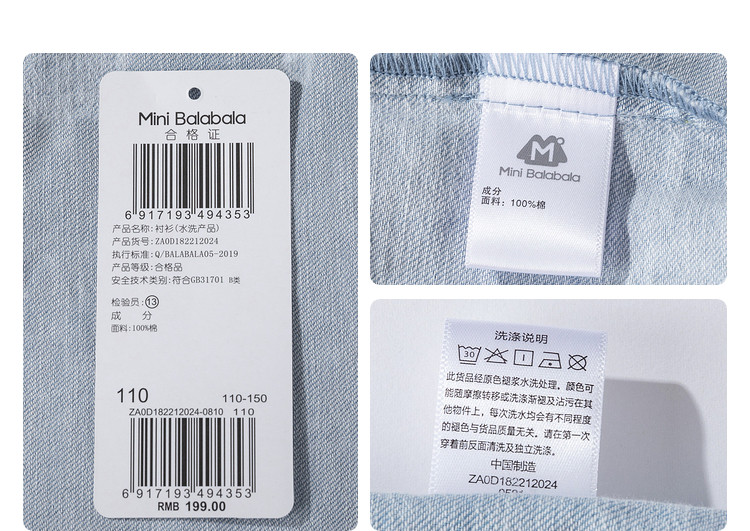 Mini Balabala
合格证
6 917193 494353
产品名称: 衬衫(水洗产品)
产品货号: ZA0D182212024
执行标准: Q/BALABALA05-2019
产品等级: 合格品
安全技术类别: 符合GB31701 B类
检验员: 13
成 分
面料: 100%棉
110 110-150
ZA0D182212024-0810 110
6 917193 494353
RMB 199.00
M
Mini Balabala
成分
面料: 100%棉
洗涤说明
30
此货品经原色褪浆水洗处理。颜色可
能随摩擦转移或洗涤渐褪及沾污在其
他物件上，每次洗水均会有不同程度
的褪色与货品质量无关。请在第一次
穿着前反面清洗及独立洗涤。
中国制造
ZA0D182212024